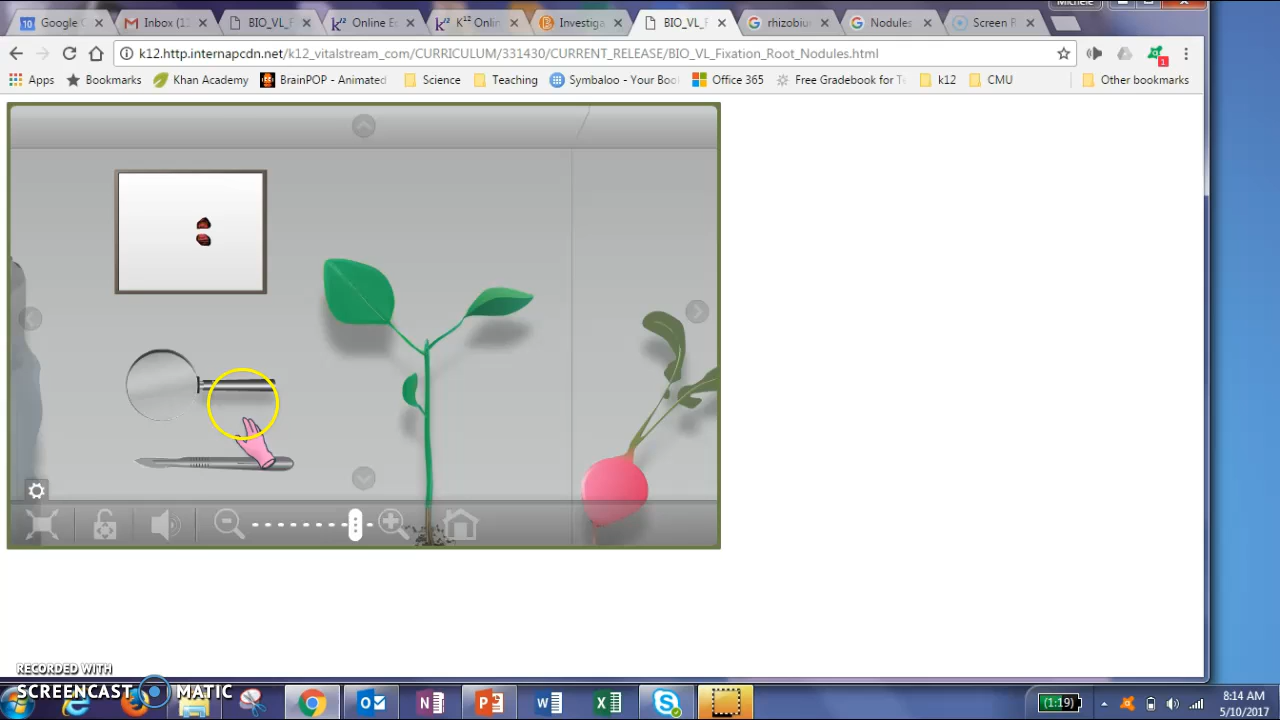 Michele
Google C
Inbox (1
BIO_VL_F
Online E
K¹² Onlin
Investiga
BIO_VL_F
rhizobiu
Nodules
Screen R
k12.http.internapcdn.net/k12_vitalstream_com/CURRICULUM/331430/CURRENT_RELEASE/BIO_VL_Fixation_Root_Nodules.html
1
Apps
Bookmarks
Khan Academy
BrainPOP - Animated
Science
Teaching
Symbaloo - Your Boo
Office 365
Free Gradebook for Te
k12
CMU
Other bookmarks
RECORDED WITH
SCREENCAST MATIC
(1:19)
8:14 AM
5/10/2017